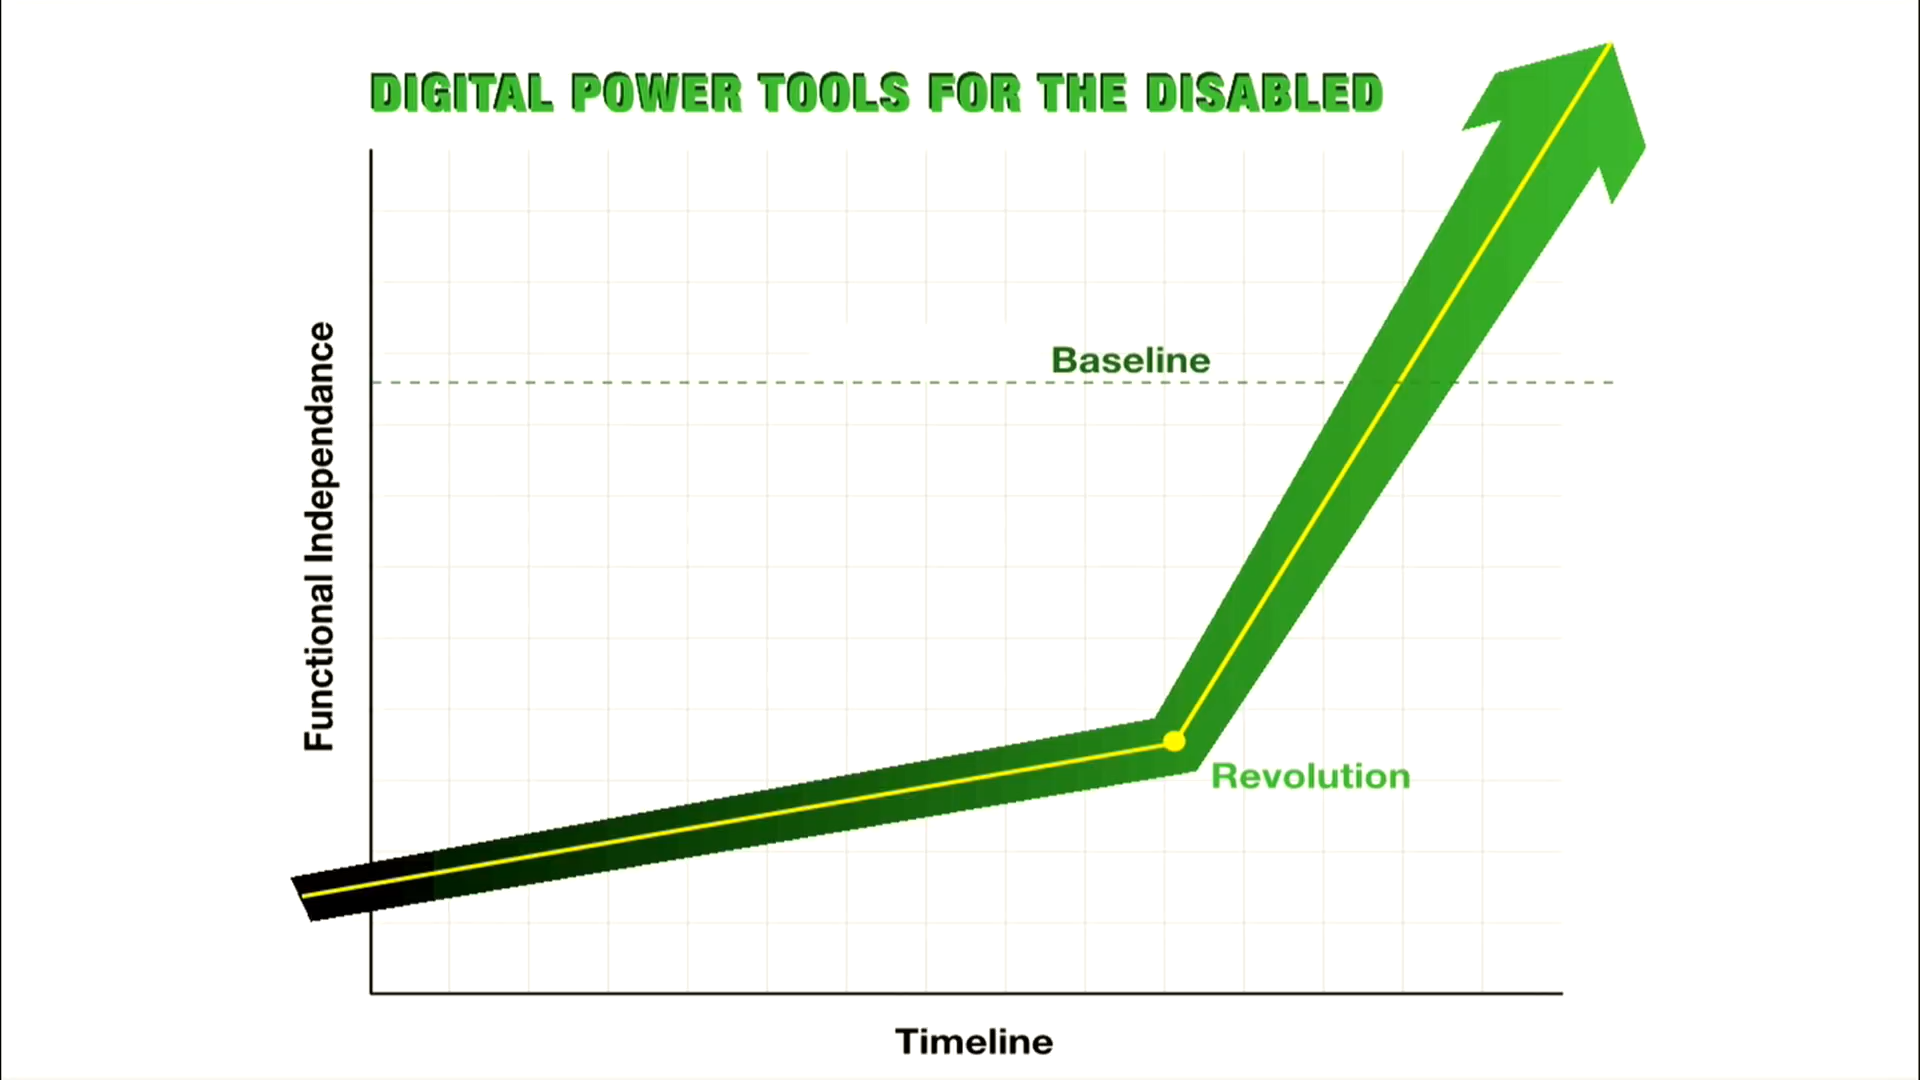 DIGITAL POWER TOOLS FOR THE DISABLED
Baseline
Functional Independance
Revolution
Timeline